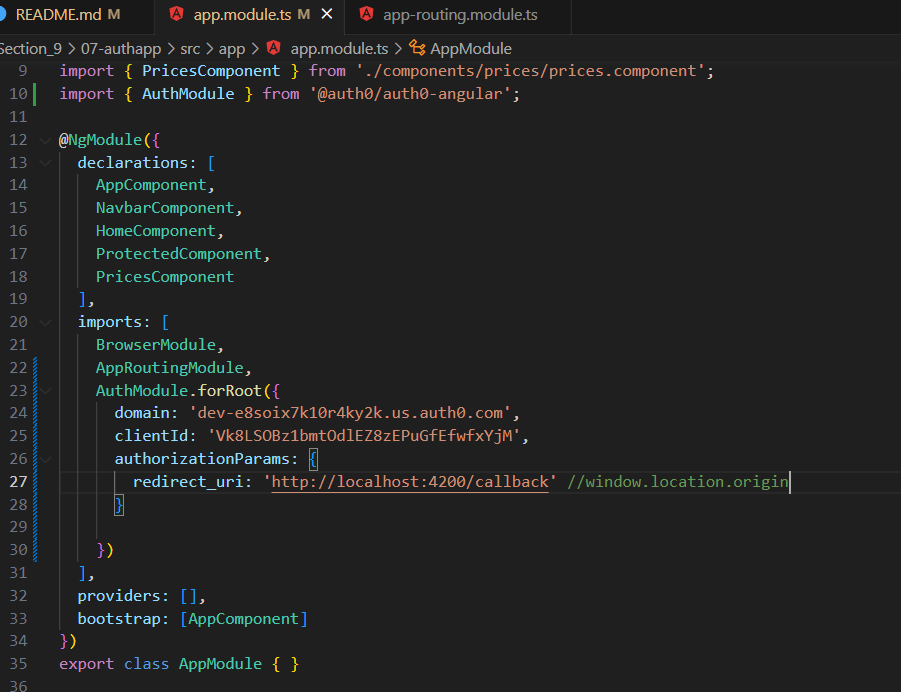 README.md M app.module.ts M app-routing.module.ts
Section_9 > 07-authapp > src > app > app.module.ts > AppModule
9 import { PricesComponent } from './components/prices/prices.component';
10 import { AuthModule } from '@auth0/auth0-angular';
11
12 @NgModule({
13 declarations: [
14 AppComponent,
15 NavbarComponent,
16 HomeComponent,
17 ProtectedComponent,
18 PricesComponent
19 ],
20 imports: [
21 BrowserModule,
22 AppRoutingModule,
23 AuthModule.forRoot({
24 domain: 'dev-e8soix7k10r4ky2k.us.auth0.com',
25 clientId: 'Vk8LSOBz1bmtOdlEZ8zEPuGfEfwfxYjM',
26 authorizationParams: {
27 redirect_uri: 'http://localhost:4200/callback' //window.location.origin
28 }
29
30 })
31 ],
32 providers: [],
33 bootstrap: [AppComponent]
34 })
35 export class AppModule { }
36